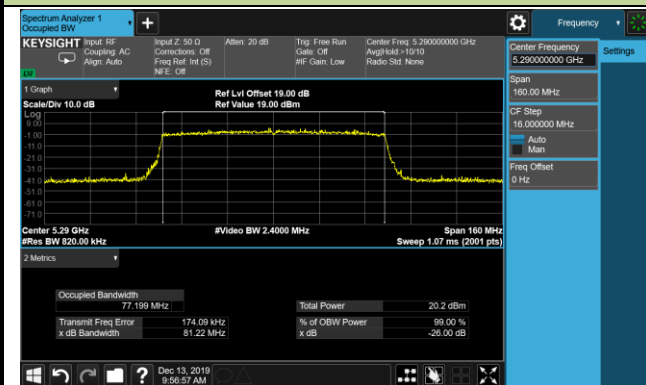 Spectrum Analyzer 1
Occupied BW
Frequency
KEYSIGHT Input: RF
Coupling: AC
Align: Auto
Input Z: 50 Ω
Corrections: Off
Freq Ref: Int (S)
NFE: Off
Atten: 20 dB
Trig: Free Run
Gate: Off
#IF Gain: Low
Center Freq: 5.290000000 GHz
Avg|Hold:>10/10
Radio Std: None
LXI
Center Frequency
5.290000000 GHz
Settings
Span
160.00 MHz
CF Step
16.000000 MHz
Auto
Man
Freq Offset
0 Hz
1 Graph
Scale/Div 10.0 dB
Ref Lvl Offset 19.00 dB
Ref Value 19.00 dBm
Log
9.00
-1.00
-11.0
-21.0
-31.0
-41.0
-51.0
-61.0
-71.0
Center 5.29 GHz
#Res BW 820.00 kHz
#Video BW 2.4000 MHz
Span 160 MHz
Sweep 1.07 ms (2001 pts)
2 Metrics
Occupied Bandwidth
77.199 MHz
Total Power 20.2 dBm
Transmit Freq Error 174.09 kHz
% of OBW Power 99.00 %
x dB Bandwidth 81.22 MHz
x dB -26.00 dB
?
Dec 13, 2019
9:56:57 AM